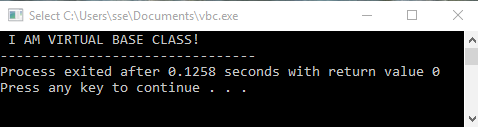 Select C:\Users\sse\Documents\vbc.exe
I AM VIRTUAL BASE CLASS!
--------------------------------
Process exited after 0.1258 seconds with return value 0
Press any key to continue . . .